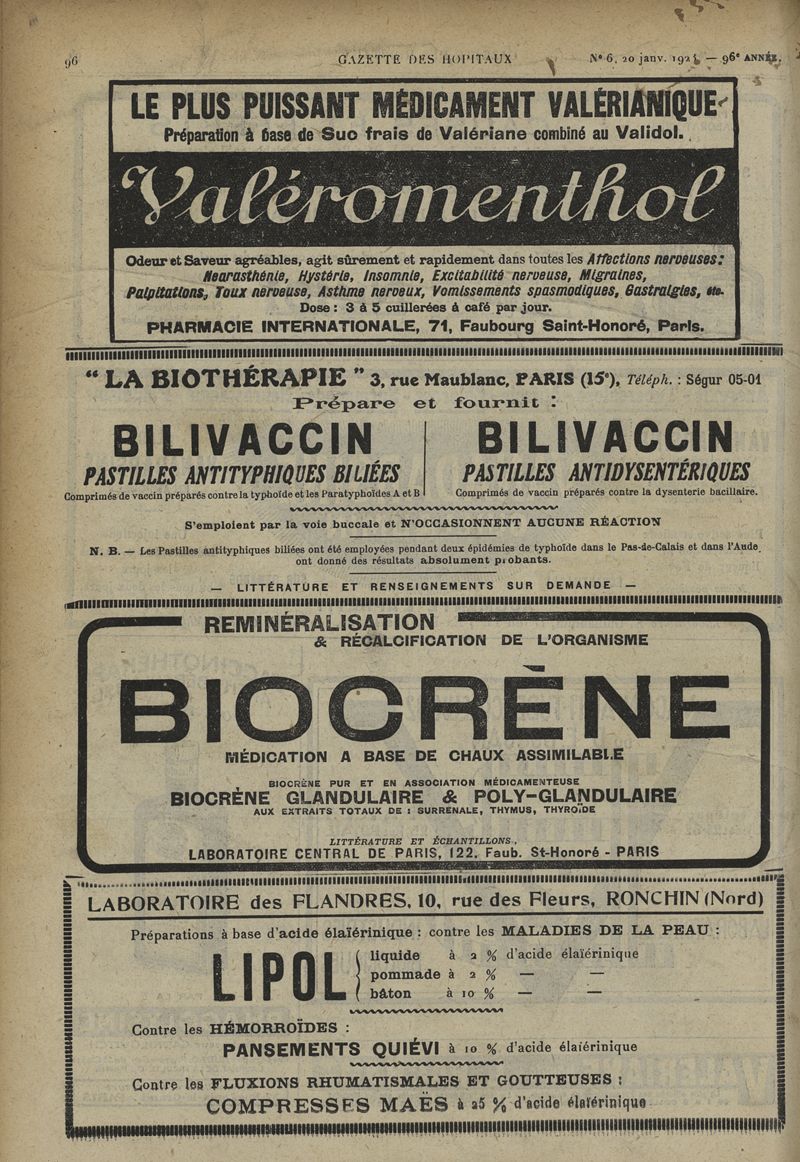 96 GAZETTE DES HOPITAUX N° 6, 20 janv. 192 — 96e ANNÉE.
LE PLUS PUISSANT MÉDICAMENT VALÉRIANIQUE
Préparation à base de Suc frais de Valériane combiné au Validol.
Valéromenthol
Odeur et Saveur agréables, agit sûrement et rapidement dans toutes les Affections nerveuses:
Nearasthénie, Hystérie, Insomnie, Excitabilité nerveuse, Migraines,
Palpitations, Toux nerveuse, Asthme nerveux, Vomissements spasmodiques, Gastralgies, etc.
Dose : 3 à 5 cuillerées à café par jour.
PHARMACIE INTERNATIONALE, 71, Faubourg Saint-Honoré, Paris.
“ LA BIOTHÉRAPIE ” 3, rue Maublanc, PARIS (15e), Téléph. : Ségur 05-01
Prépare et fournit :
BILIVACCIN
PASTILLES ANTITYPHIQUES BILIÉES
Comprimés de vaccin préparés contre la typhoïde et les Paratyphoïdes A et B
BILIVACCIN
PASTILLES ANTIDYSENTÉRIQUES
Comprimés de vaccin préparés contre la dysenterie bacillaire.
S'emploient par la voie buccale et N'OCCASIONNENT AUCUNE RÉACTION
N. B. — Les Pastilles antityphiques biliées ont été employées pendant deux épidémies de typhoïde dans le Pas-de-Calais et dans l'Aude
ont donné des résultats absolument probants.
— LITTÉRATURE ET RENSEIGNEMENTS SUR DEMANDE —
REMINÉRALISATION
& RÉCALCIFICATION DE L'ORGANISME
BIOCRÈNE
MÉDICATION A BASE DE CHAUX ASSIMILABLE
BIOCRÈNE PUR ET EN ASSOCIATION MÉDICAMENTEUSE
BIOCRÈNE GLANDULAIRE & POLY-GLANDULAIRE
AUX EXTRAITS TOTAUX DE : SURRENALE, THYMUS, THYROÏDE
LITTÉRATURE ET ÉCHANTILLONS,
LABORATOIRE CENTRAL DE PARIS, 122, Faub. St-Honoré - PARIS
LABORATOIRE des FLANDRES, 10, rue des Fleurs, RONCHIN (Nord)
Préparations à base d'acide élaïérinique : contre les MALADIES DE LA PEAU :
LIPOL
liquide à 2 % d'acide élaïérinique
pommade à 2 % — —
bâton à 10 % — —
Contre les HÉMORROÏDES :
PANSEMENTS QUIÉVI à 10 % d'acide élaïérinique
Contre les FLUXIONS RHUMATISMALES ET GOUTTEUSES :
COMPRESSES MAËS à 25 % d'acide élaïérinique